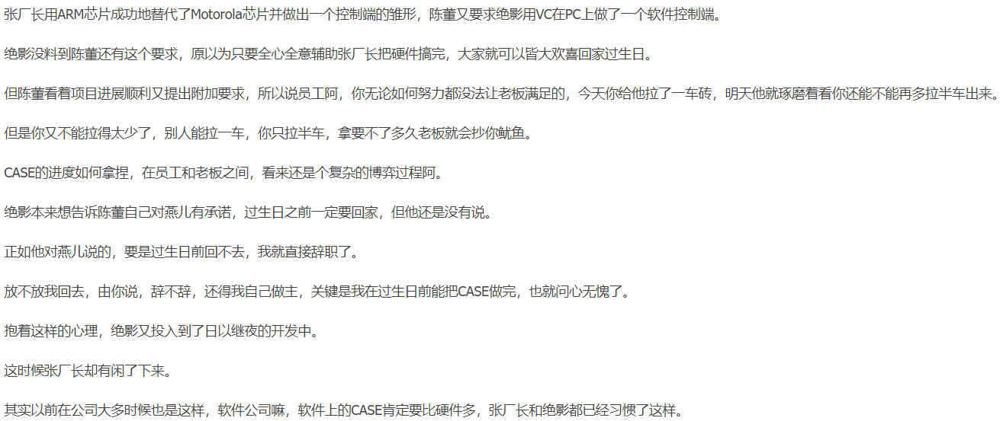 张厂长用ARM芯片成功地替代了Motorola芯片并做出一个控制端的雏形，陈董又要求绝影用VC在PC上做了一个软件控制端。
绝影没料到陈董还有这个要求，原以为只要全心全意辅助张厂长把硬件搞完，大家就可以皆大欢喜回家过生日。
但陈董看着项目进展顺利又提出附加要求，所以说员工阿，你无论如何努力都没法让老板满足的，今天你给他拉了一车砖，明天他就琢磨着看你还能不能再多拉半车出来。
但是你又不能拉得太少了，别人能拉一车，你只拉半车，拿要不了多久老板就会抄你鱿鱼。
CASE的进度如何拿捏，在员工和老板之间，看来还是个复杂的博弈过程阿。
绝影本来想告诉陈董自己对燕儿有承诺，过生日之前一定要回家，但他还是没有说。
正如他对燕儿说的，要是过生日前回不去，我就直接辞职了。
放不放我回去，由你说，辞不辞，还得我自己做主，关键是我在过生日前能把CASE做完，也就问心无愧了。
抱着这样的心理，绝影又投入到了日以继夜的开发中。
这时候张厂长却有闲了下来。
其实以前在公司大多时候也是这样，软件公司嘛，软件上的CASE肯定要比硬件多，张厂长和绝影都已经习惯了这样。